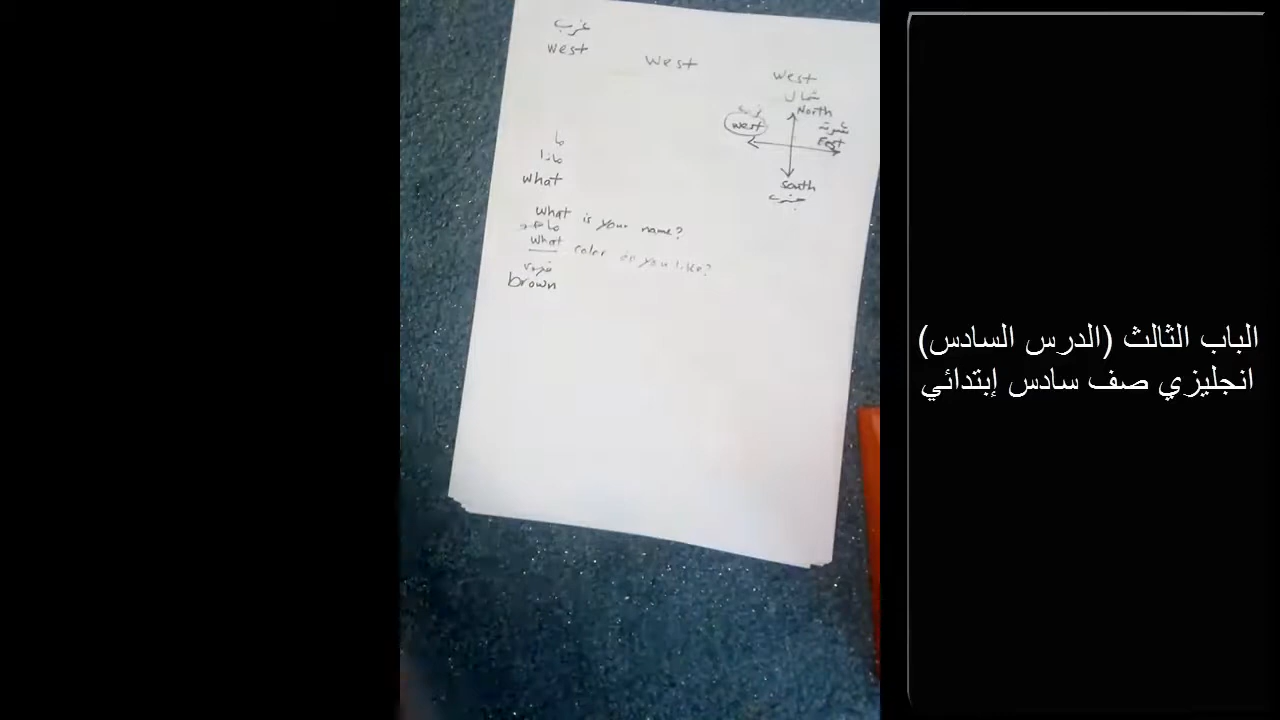 غرب
west
west
west
شمال
North
غرب
west
شرق
East
South
جنوب
ما
ماذا
what
what is your name?
ما هو
what color do you like?
brown
الباب الثالث (الدرس السادس)
انجليزي صف سادس إبتدائي